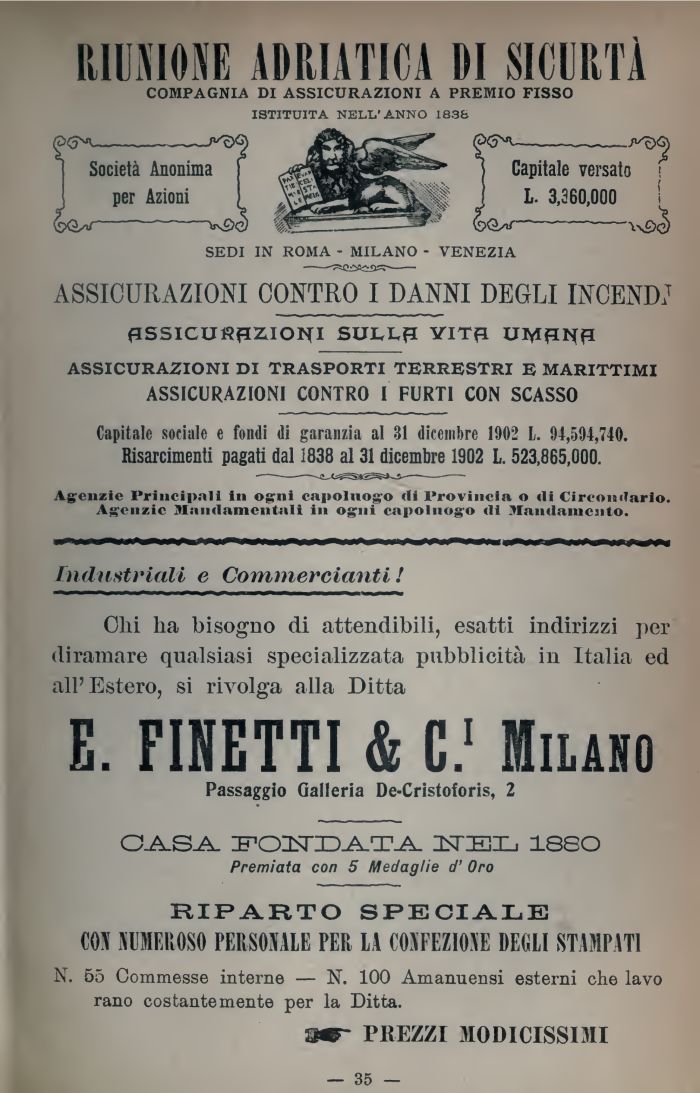 RIUNIONE ADRIATICA DI SICURTÀ
COMPAGNIA DI ASSICURAZIONI A PREMIO FISSO
ISTITUITA NELL'ANNO 1838
Società Anonima
per Azioni
Capitale versato
L. 3,360,000
SEDI IN ROMA - MILANO - VENEZIA
ASSICURAZIONI CONTRO I DANNI DEGLI INCENDI
ASSICURAZIONI SULLA VITA UMANA
ASSICURAZIONI DI TRASPORTI TERRESTRI E MARITTIMI
ASSICURAZIONI CONTRO I FURTI CON SCASSO
Capitale sociale e fondi di garanzia al 31 dicembre 1902 L. 94,594,740.
Risarcimenti pagati dal 1838 al 31 dicembre 1902 L. 523,865,000.
Agenzie Principali in ogni capoluogo di Provincia o di Circondario.
Agenzie Mandamentali in ogni capoluogo di Mandamento.
Industriali e Commercianti!
Chi ha bisogno di attendibili, esatti indirizzi per
diramare qualsiasi specializzata pubblicità in Italia ed
all'Estero, si rivolga alla Ditta
E. FINETTI & C.I MILANO
Passaggio Galleria De-Cristoforis, 2
CASA FONDATA NEL 1880
Premiata con 5 Medaglie d'Oro
RIPARTO SPECIALE
CON NUMEROSO PERSONALE PER LA CONFEZIONE DEGLI STAMPATI
N. 55 Commesse interne — N. 100 Amanuensi esterni che lavo
rano costantemente per la Ditta.
PREZZI MODICISSIMI
— 35 —